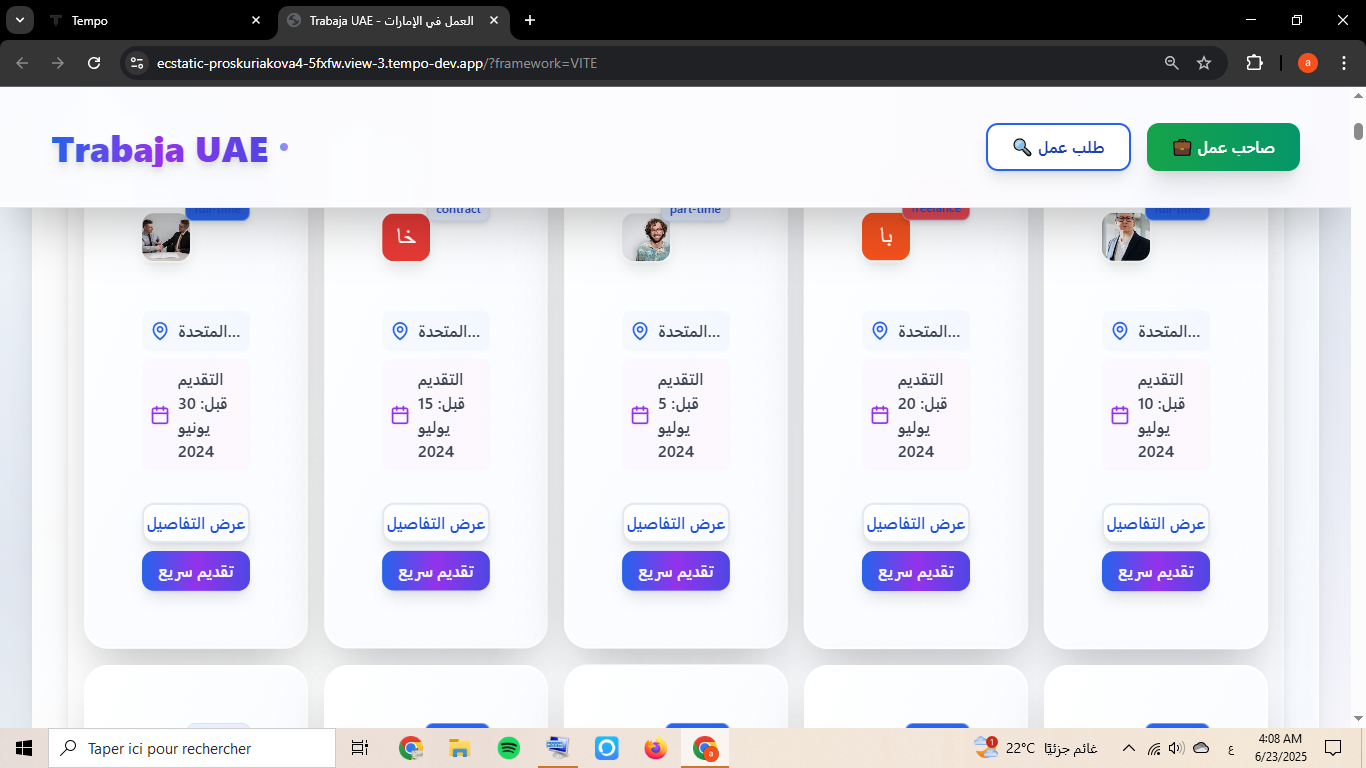 Tempo
Trabaja UAE - العمل في الإمارات
ecstatic-proskuriakova4-5fxfw.view-3.tempo-dev.app/?framework=VITE
a
Trabaja UAE
طلب عمل
صاحب عمل
full-time
contract
part-time
freelance
full-time
خا
با
المتحدة...
المتحدة...
المتحدة...
المتحدة...
المتحدة...
التقديم
قبل: 30
يونيو
2024
التقديم
قبل: 15
يوليو
2024
التقديم
قبل: 5
يوليو
2024
التقديم
قبل: 20
يوليو
2024
التقديم
قبل: 10
يوليو
2024
عرض التفاصيل
عرض التفاصيل
عرض التفاصيل
عرض التفاصيل
عرض التفاصيل
تقديم سريع
تقديم سريع
تقديم سريع
تقديم سريع
تقديم سريع
Taper ici pour rechercher
a
1
22°C غائم جزئيًا
ع
4:08 AM
6/23/2025